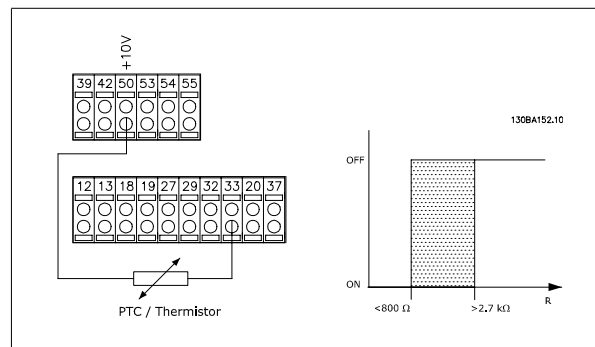 +10V
39 42 50 53 54 55
12 13 18 19 27 29 32 33 20 37
PTC / Thermistor
130BA152.10
OFF
ON
<800 Ω
>2.7 kΩ
R